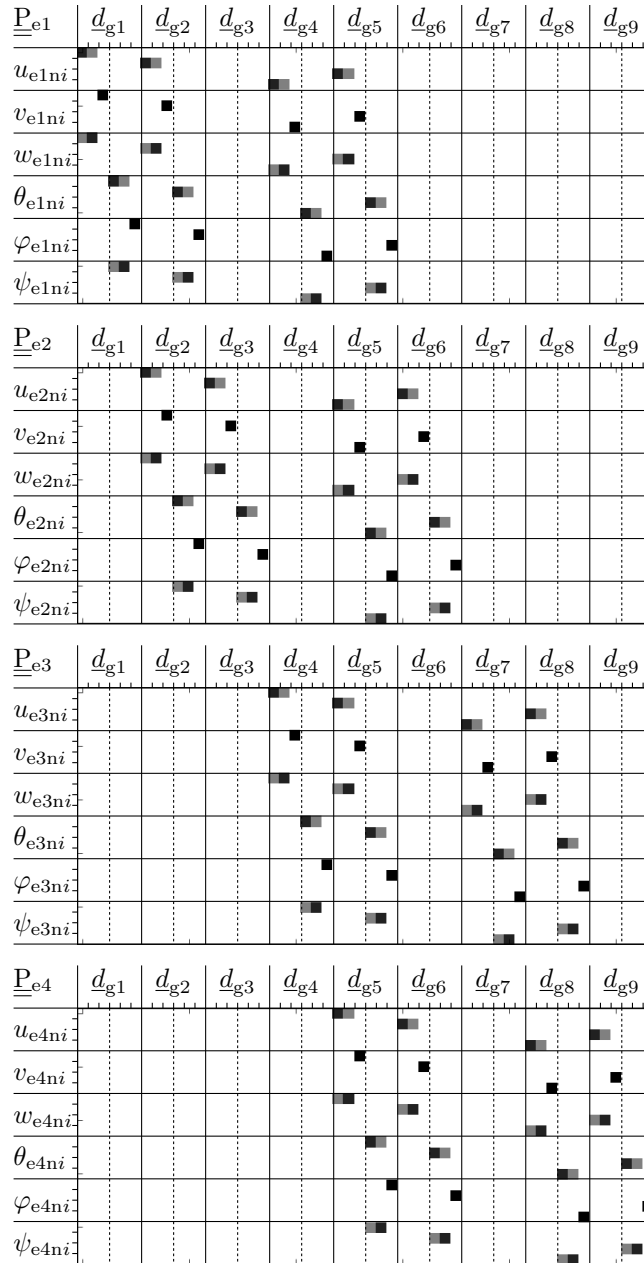 P_e1 d_g1 d_g2 d_g3 d_g4 d_g5 d_g6 d_g7 d_g8 d_g9
u_e1ni
v_e1ni
w_e1ni
θ_e1ni
φ_e1ni
ψ_e1ni
P_e2 d_g1 d_g2 d_g3 d_g4 d_g5 d_g6 d_g7 d_g8 d_g9
u_e2ni
v_e2ni
w_e2ni
θ_e2ni
φ_e2ni
ψ_e2ni
P_e3 d_g1 d_g2 d_g3 d_g4 d_g5 d_g6 d_g7 d_g8 d_g9
u_e3ni
v_e3ni
w_e3ni
θ_e3ni
φ_e3ni
ψ_e3ni
P_e4 d_g1 d_g2 d_g3 d_g4 d_g5 d_g6 d_g7 d_g8 d_g9
u_e4ni
v_e4ni
w_e4ni
θ_e4ni
φ_e4ni
ψ_e4ni